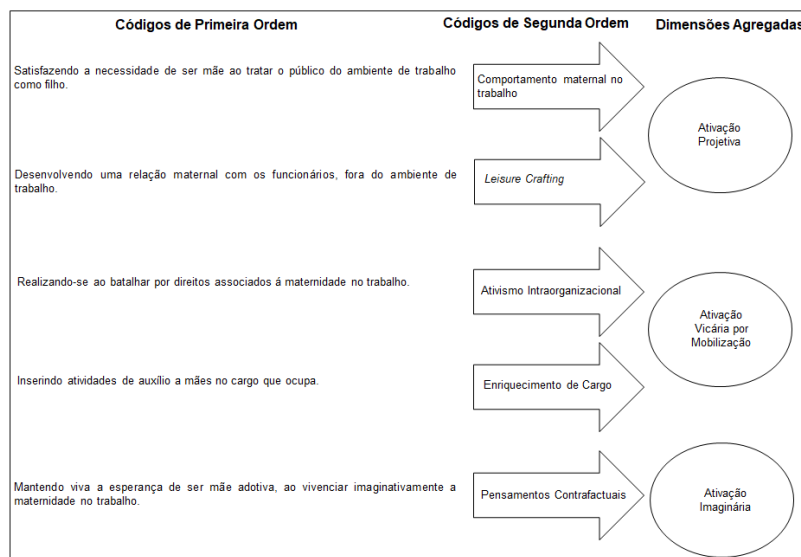 Códigos de Primeira Ordem
Códigos de Segunda Ordem
Dimensões Agregadas
Satisfazendo a necessidade de ser mãe ao tratar o público do ambiente de trabalho
como filho.
Comportamento maternal no
trabalho
Ativação
Projetiva
Desenvolvendo uma relação maternal com os funcionários, fora do ambiente de
trabalho.
Leisure Crafting
Realizando-se ao batalhar por direitos associados á maternidade no trabalho.
Ativismo Intraorganizacional
Ativação
Vicária por
Mobilização
Inserindo atividades de auxílio a mães no cargo que ocupa.
Enriquecimento de Cargo
Mantendo viva a esperança de ser mãe adotiva, ao vivenciar imaginativamente a
maternidade no trabalho.
Pensamentos Contrafactuais
Ativação
Imaginária